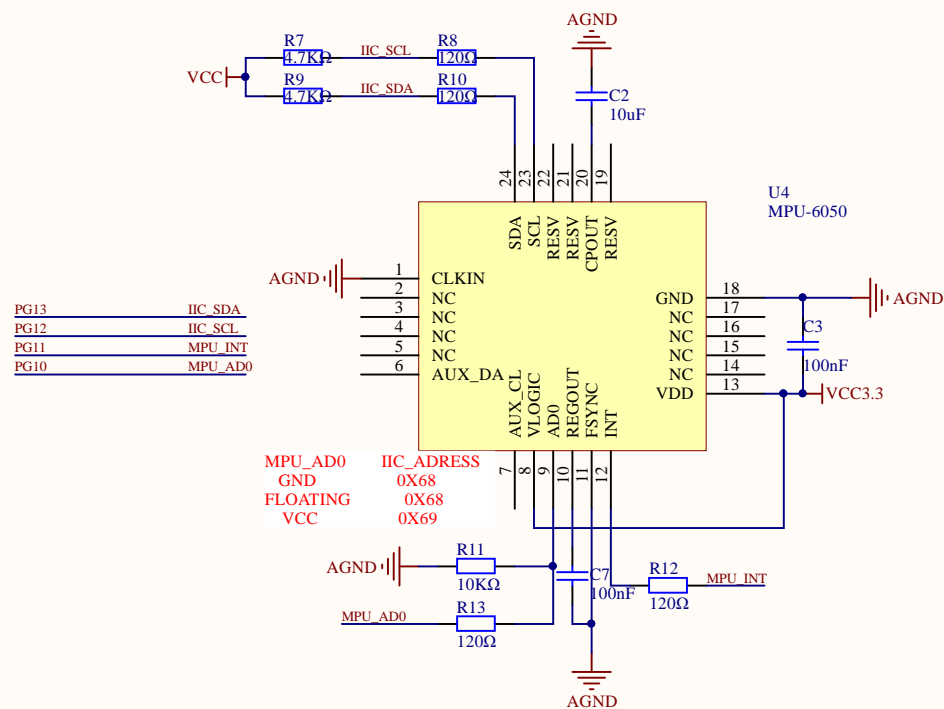 AGND
R7
4.7KΩ
IIC_SCL
R8
120Ω
VCC
R9
4.7KΩ
IIC_SDA
R10
120Ω
C2
10uF
24
23
22
21
20
19
SDA
SCL
RESV
RESV
CPOUT
RESV
U4
MPU-6050
AGND
1
CLKIN
2
NC
3
NC
4
NC
5
NC
6
AUX_DA
18
GND
17
NC
16
NC
15
NC
14
NC
13
VDD
AGND
C3
100nF
VCC3.3
PG13
IIC_SDA
PG12
IIC_SCL
PG11
MPU_INT
PG10
MPU_AD0
AUX_CL
VLOGIC
AD0
REGOUT
FSYNC
INT
7
8
9
10
11
12
MPU_AD0 IIC_ADRESS
GND 0X68
FLOATING 0X68
VCC 0X69
AGND
R11
10KΩ
C7
100nF
R12
120Ω
MPU_INT
MPU_AD0
R13
120Ω
AGND